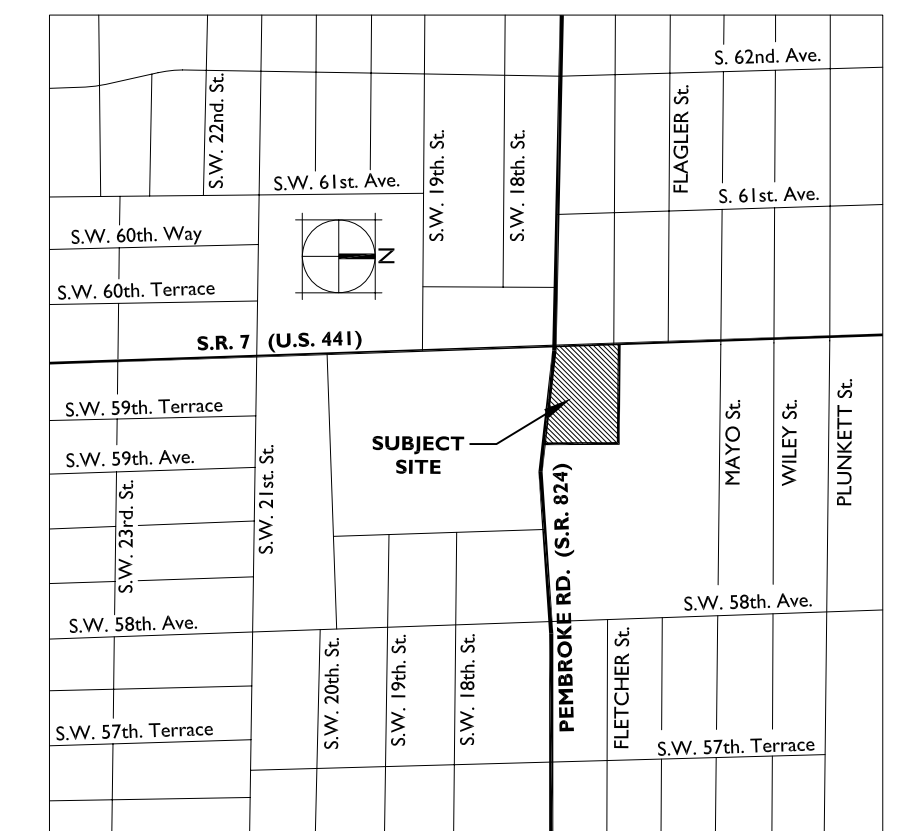 S. 62nd. Ave.
S.W. 22nd. St.
FLAGLER St.
S.W. 19th. St.
S.W. 18th. St.
S.W. 61st. Ave.
S. 61st. Ave.
S.W. 60th. Way
N
S.W. 60th. Terrace
S.R. 7 (U.S. 441)
S.W. 59th. Terrace
MAYO St.
WILEY St.
PLUNKETT St.
SUBJECT
SITE
S.W. 59th. Ave.
S.W. 21st. St.
S.W. 23rd. St.
PEMBROKE RD. (S.R. 824)
S.W. 58th. Ave.
S.W. 58th. Ave.
S.W. 20th. St.
S.W. 19th. St.
S.W. 18th. St.
FLETCHER St.
S.W. 57th. Terrace
S.W. 57th. Terrace